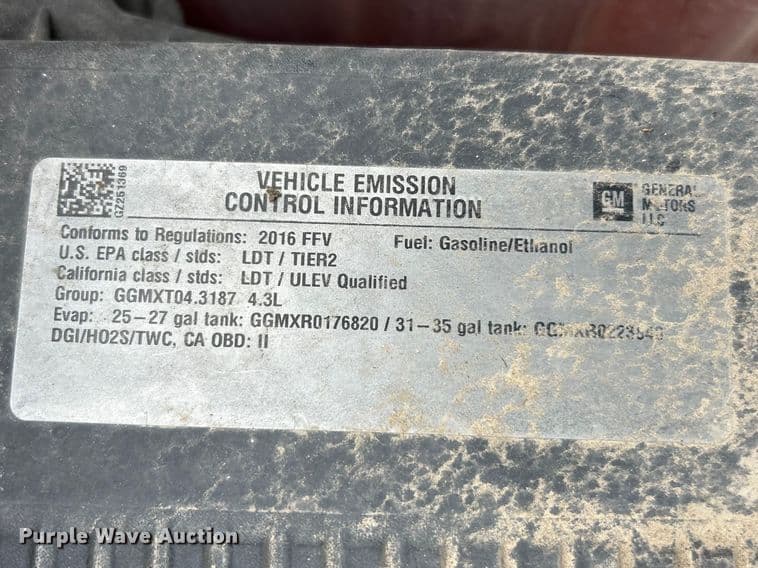 GZ251369
VEHICLE EMISSION
CONTROL INFORMATION
GM
GENERAL
MOTORS
LLC
Conforms to Regulations: 2016 FFV Fuel: Gasoline/Ethanol
U.S. EPA class / stds: LDT / TIER2
California class / stds: LDT / ULEV Qualified
Group: GGMXT04.3187 4.3L
Evap: 25-27 gal tank: GGMXR0176820 / 31-35 gal tank:
DGI/HO2S/TWC, CA OBD: II
Purple Wave Auction